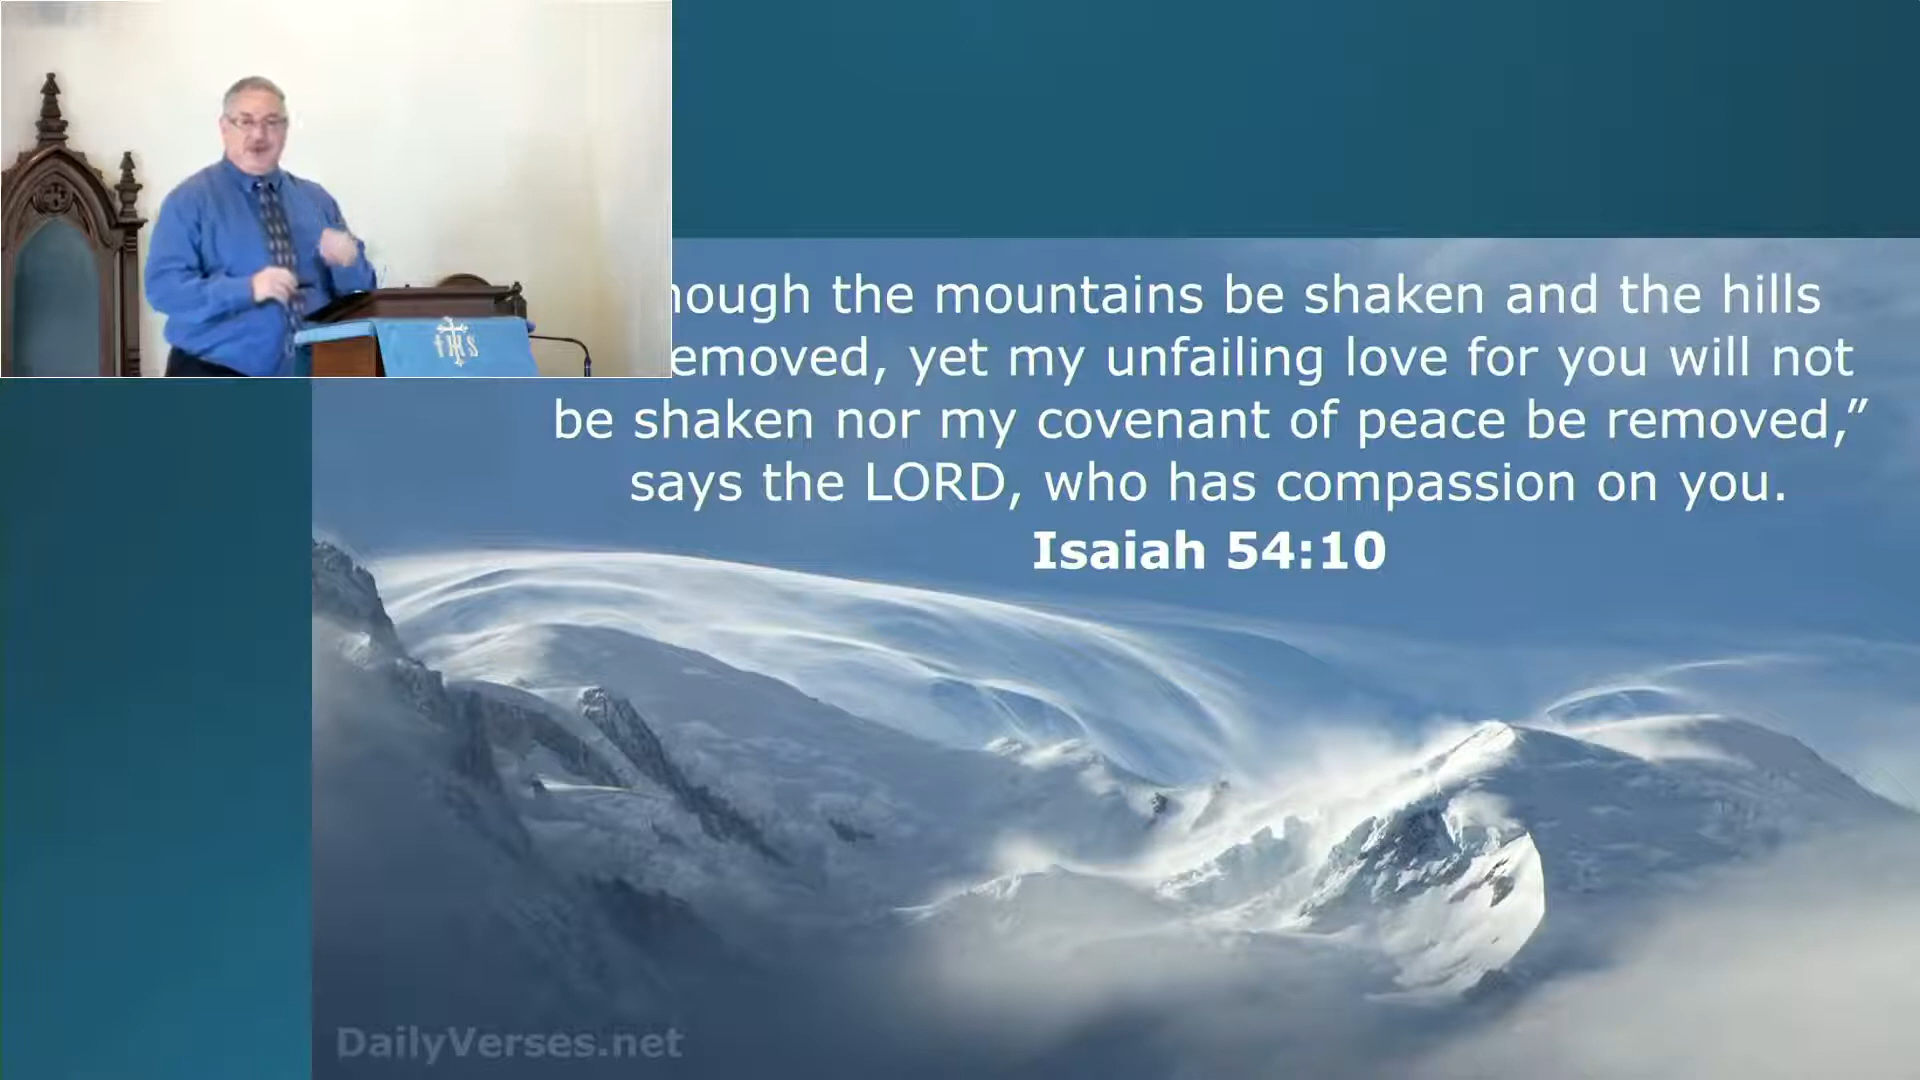 hough the mountains be shaken and the hills
emoved, yet my unfailing love for you will not
be shaken nor my covenant of peace be removed,”
says the LORD, who has compassion on you.
Isaiah 54:10
IHS
DailyVerses.net